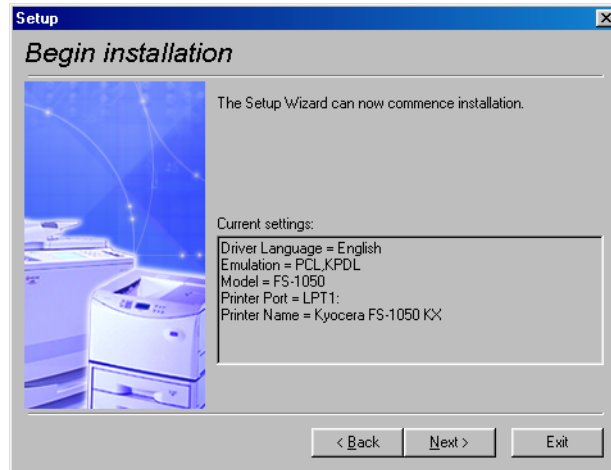 Setup
Begin installation
The Setup Wizard can now commence installation.
Current settings:
Driver Language = English
Emulation = PCL,KPDL
Model = FS-1050
Printer Port = LPT1:
Printer Name = Kyocera FS-1050 KX
< Back
Next >
Exit